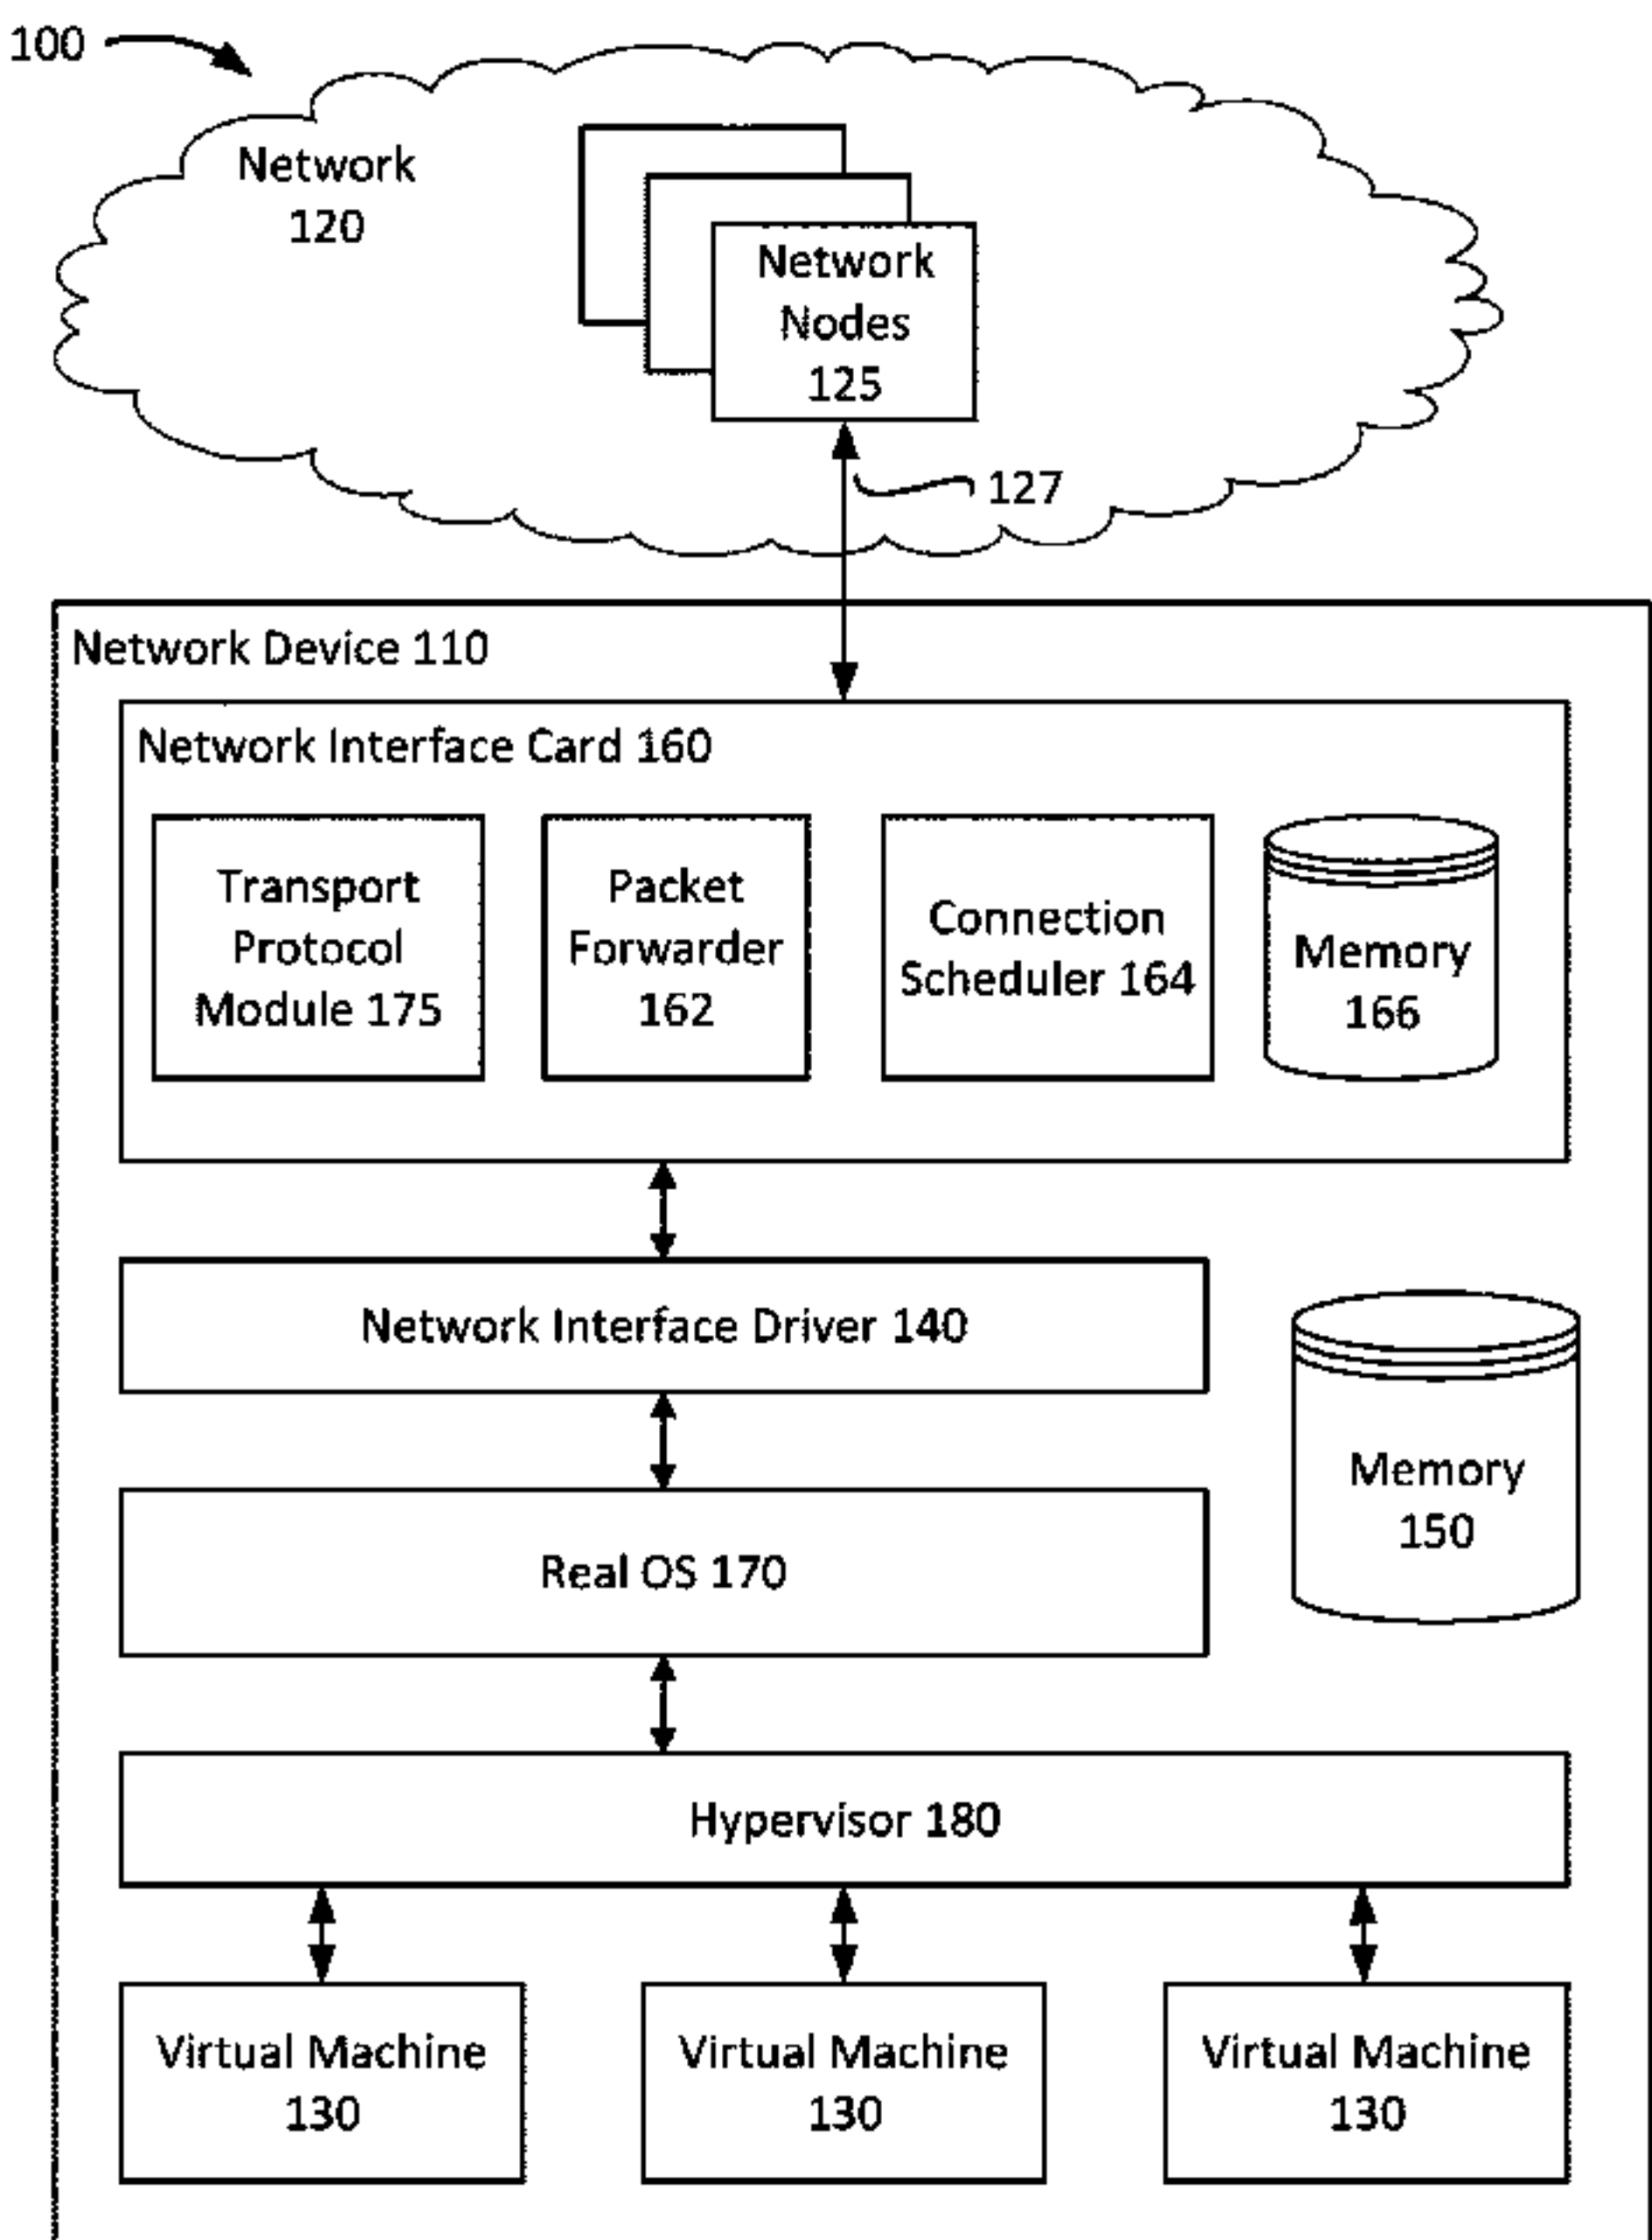 100
Network
120
Network
Nodes
125
127
Network Device 110
Network Interface Card 160
Transport
Protocol
Module 175
Packet
Forwarder
162
Connection
Scheduler 164
Memory
166
Network Interface Driver 140
Memory
150
Real OS 170
Hypervisor 180
Virtual Machine
130
Virtual Machine
130
Virtual Machine
130